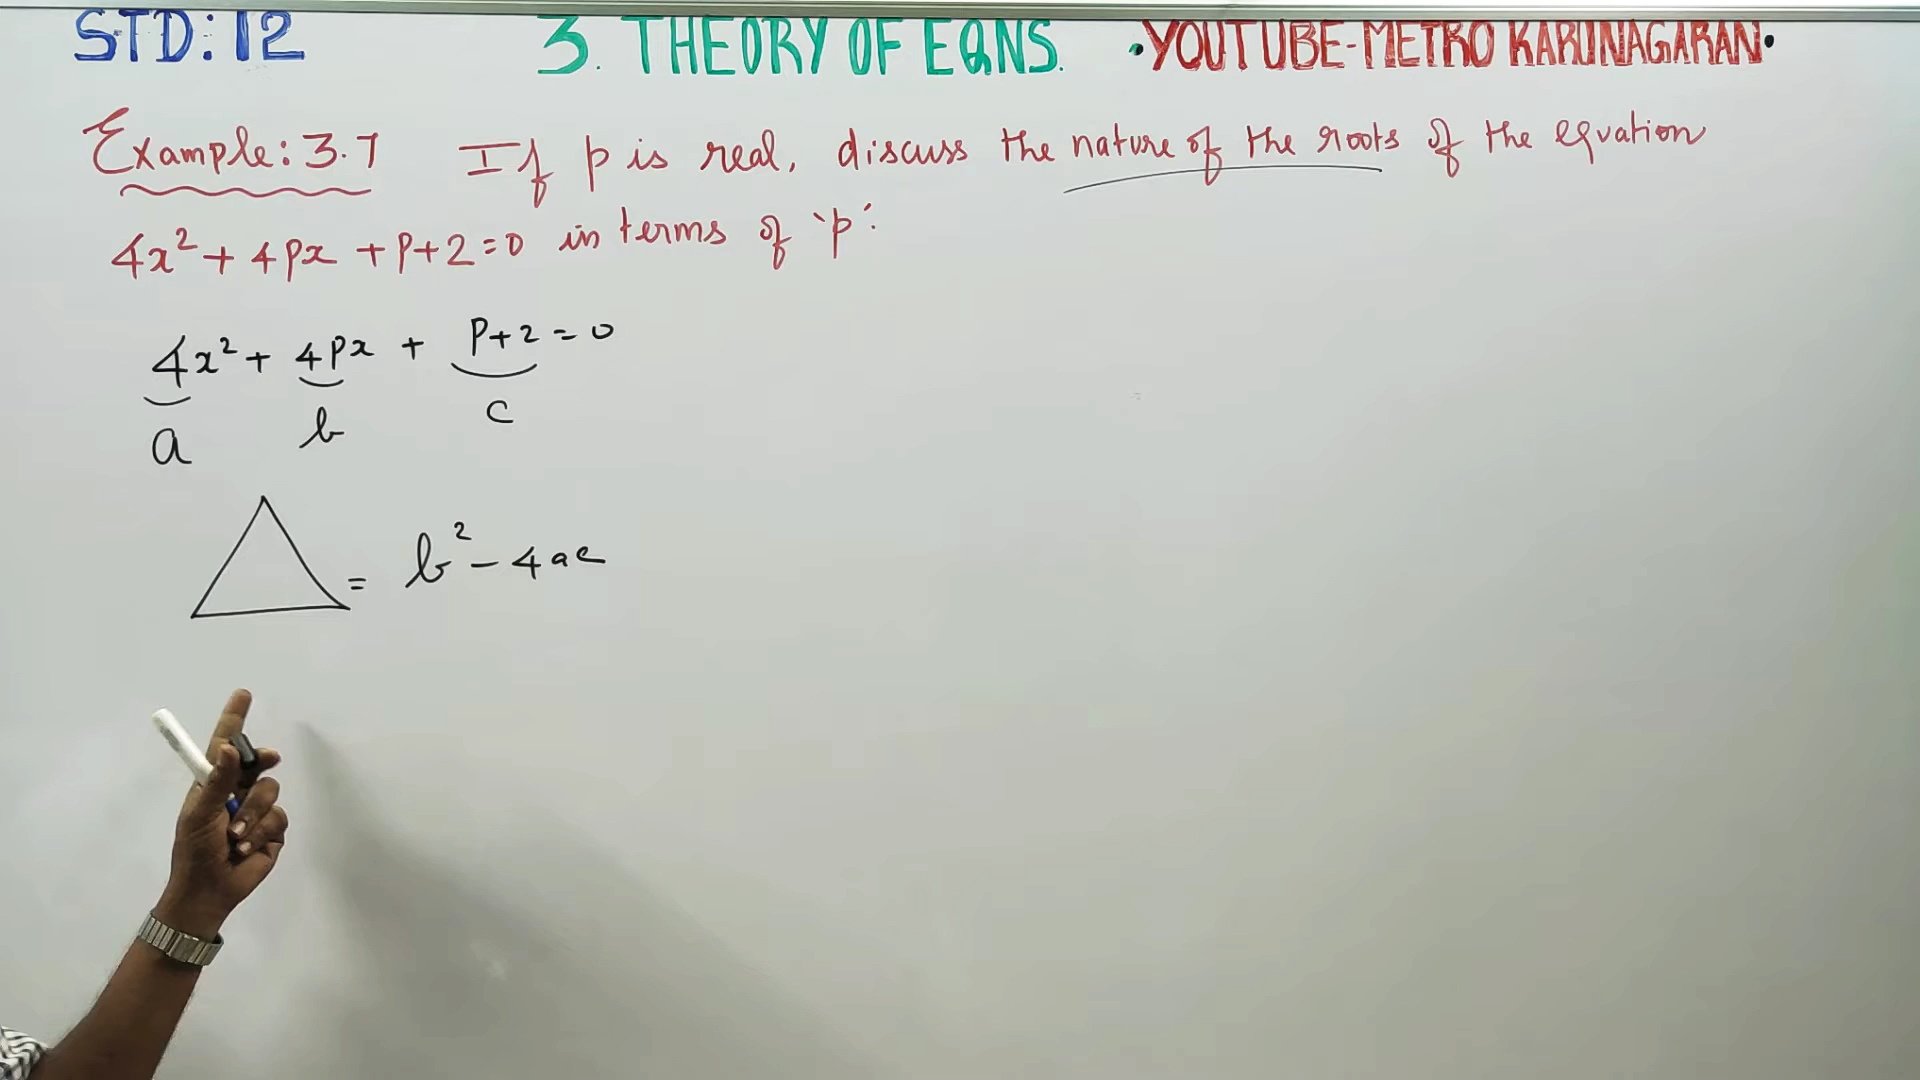 STD: 12 3. THEORY OF EQNS. •YOUTUBE-METRO KARUNAGARAN•
Example: 3.7 If p is real, discuss the nature of the roots of the equation
4x² + 4px + p+2=0 in terms of 'p'.
4x² + 4px + p+2 = 0
a b c
△ = b² - 4ac